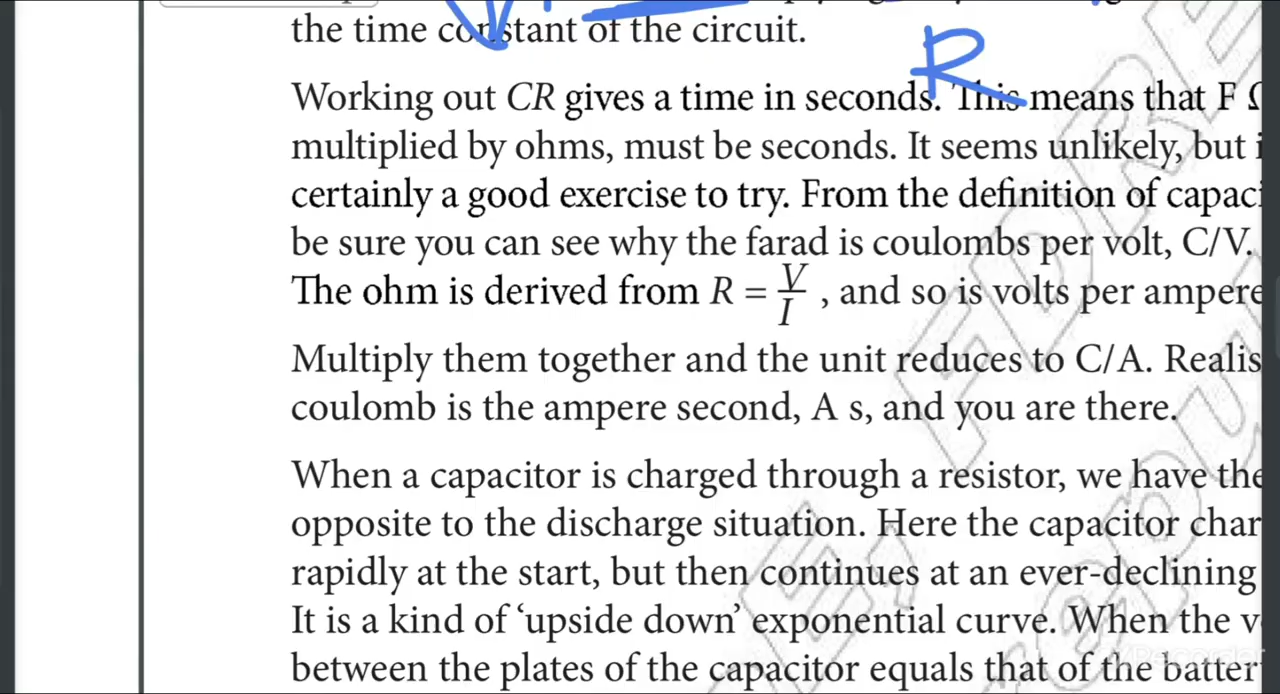 the time constant of the circuit.
R
Working out CR gives a time in seconds. This means that F Ω
multiplied by ohms, must be seconds. It seems unlikely, but i
certainly a good exercise to try. From the definition of capaci
be sure you can see why the farad is coulombs per volt, C/V.
The ohm is derived from R = V/I , and so is volts per ampere
Multiply them together and the unit reduces to C/A. Realis
coulomb is the ampere second, A s, and you are there.
When a capacitor is charged through a resistor, we have the
opposite to the discharge situation. Here the capacitor char
rapidly at the start, but then continues at an ever-declining
It is a kind of ‘upside down’ exponential curve. When the v
between the plates of the capacitor equals that of the batter
XRecorder